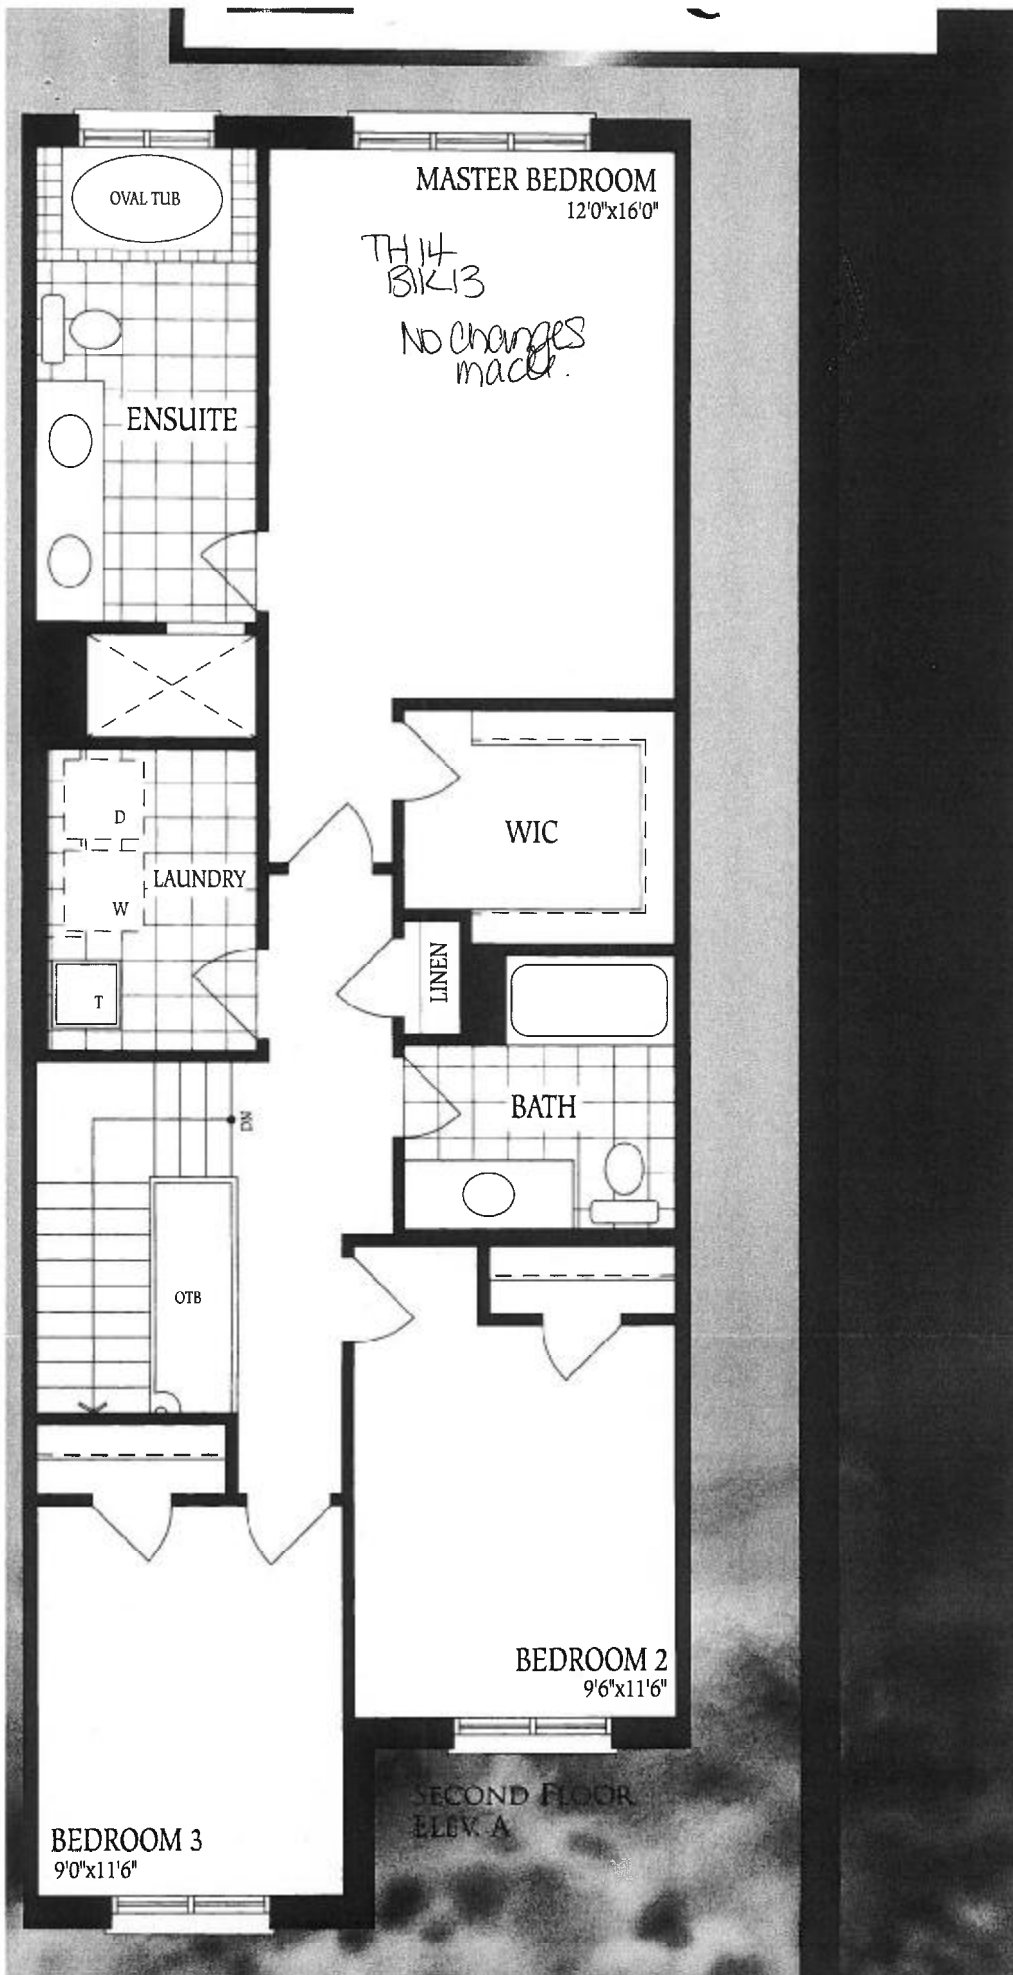 OVAL TUB
MASTER BEDROOM
12'0"x16'0"
TH 14
Blk 13
No Changes
made.
ENSUITE
D
WIC
LAUNDRY
W
LINEN
T
BATH
DN
OTB
BEDROOM 2
9'6"x11'6"
SECOND FLOOR
ELEV. A
BEDROOM 3
9'0"x11'6"